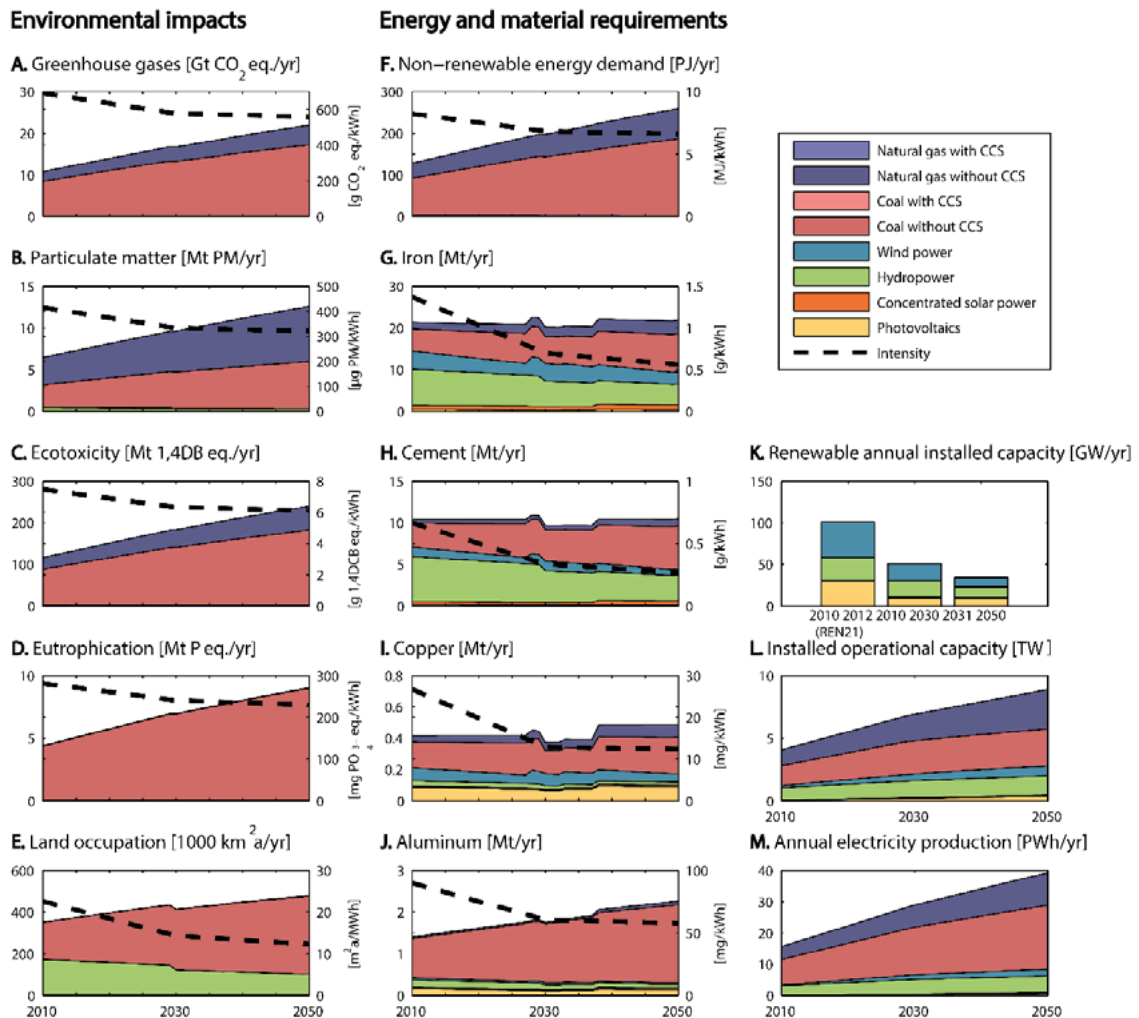 Environmental impacts
Energy and material requirements
A. Greenhouse gases [Gt CO2 eq./yr]
30
20
10
0
600
400
200
0
[g CO2 eq./kWh]
F. Non-renewable energy demand [PJ/yr]
300
200
100
0
10
5
0
[MJ/kWh]
Natural gas with CCS
Natural gas without CCS
Coal with CCS
Coal without CCS
Wind power
Hydropower
Concentrated solar power
Photovoltaics
Intensity
B. Particulate matter [Mt PM/yr]
15
10
5
0
500
400
300
200
100
0
[µg PM/kWh]
G. Iron [Mt/yr]
30
20
10
0
1.5
1
0.5
0
[g/kWh]
C. Ecotoxicity [Mt 1,4DB eq./yr]
300
200
100
0
8
6
4
2
0
[g 1,4DCB eq./kWh]
H. Cement [Mt/yr]
15
10
5
0
1
0.5
0
[g/kWh]
K. Renewable annual installed capacity [GW/yr]
150
100
50
0
2010 2012 2010 2030 2031 2050
(REN21)
D. Eutrophication [Mt P eq./yr]
10
5
0
300
200
100
0
[mg PO 3- 4 eq./kWh]
I. Copper [Mt/yr]
0.8
0.6
0.4
0.2
0
30
20
10
0
[mg/kWh]
L. Installed operational capacity [TW]
10
5
0
2010 2030 2050
E. Land occupation [1000 km2a/yr]
600
400
200
0
30
20
10
0
[m2a/MWh]
2010 2030 2050
J. Aluminum [Mt/yr]
3
2
1
0
100
50
0
[mg/kWh]
2010 2030 2050
M. Annual electricity production [PWh/yr]
40
30
20
10
0
2010 2030 2050